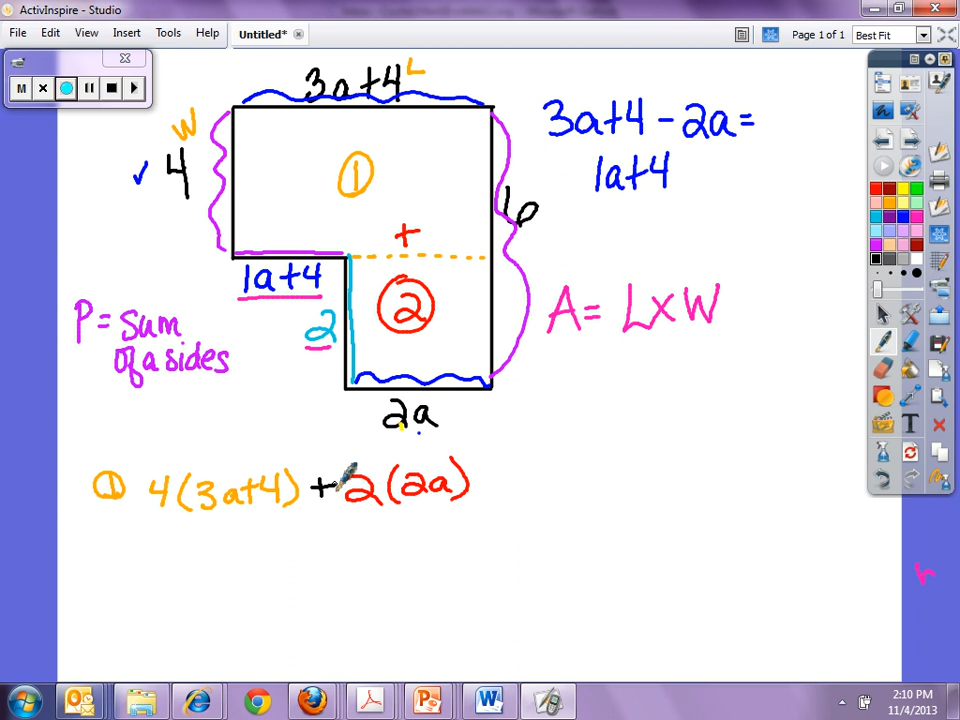 ActivInspire - Studio
File Edit View Insert Tools Help
Untitled*
Page 1 of 1
Best Fit
M
3a+4 L
W
✓ 4
①
6
+
1a+4
2
②
2a
3a+4-2a=
1a+4
A= L×W
P= sum
of a sides
① 4(3a+4) + 2(2a)
h
T
W
2:10 PM
11/4/2013